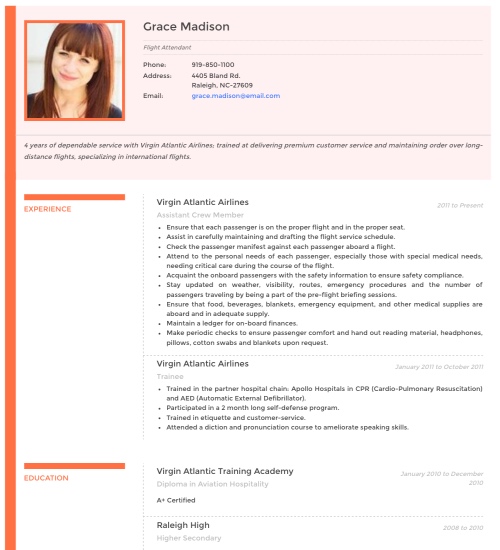 Grace Madison
Flight Attendant
Phone: 919-850-1100
Address: 4405 Bland Rd.
Raleigh, NC-27609
Email: grace.madison@email.com
4 years of dependable service with Virgin Atlantic Airlines; trained at delivering premium customer service and maintaining order over long-
distance flights, specializing in international flights.
EXPERIENCE
Virgin Atlantic Airlines
2011 to Present
Assistant Crew Member
• Ensure that each passenger is on the proper flight and in the proper seat.
• Assist in carefully maintaining and drafting the flight service schedule.
• Check the passenger manifest against each passenger aboard a flight.
• Attend to the personal needs of each passenger, especially those with special medical needs,
needing critical care during the course of the flight.
• Acquaint the onboard passengers with the safety information to ensure safety compliance.
• Stay updated on weather, visibility, routes, emergency procedures and the number of
passengers traveling by being a part of the pre-flight briefing sessions.
• Ensure that food, beverages, blankets, emergency equipment, and other medical supplies are
aboard and in adequate supply.
• Maintain a ledger for on-board finances.
• Make periodic checks to ensure passenger comfort and hand out reading material, headphones,
pillows, cotton swabs and blankets upon request.
Virgin Atlantic Airlines
January 2011 to October 2011
Trainee
• Trained in the partner hospital chain: Apollo Hospitals in CPR (Cardio-Pulmonary Resuscitation)
and AED (Automatic External Defibrillator).
• Participated in a 2 month long self-defense program.
• Trained in etiquette and customer-service.
• Attended a diction and pronunciation course to ameliorate speaking skills.
EDUCATION
Virgin Atlantic Training Academy
January 2010 to December
2010
Diploma in Aviation Hospitality
A+ Certified
Raleigh High
2008 to 2010
Higher Secondary